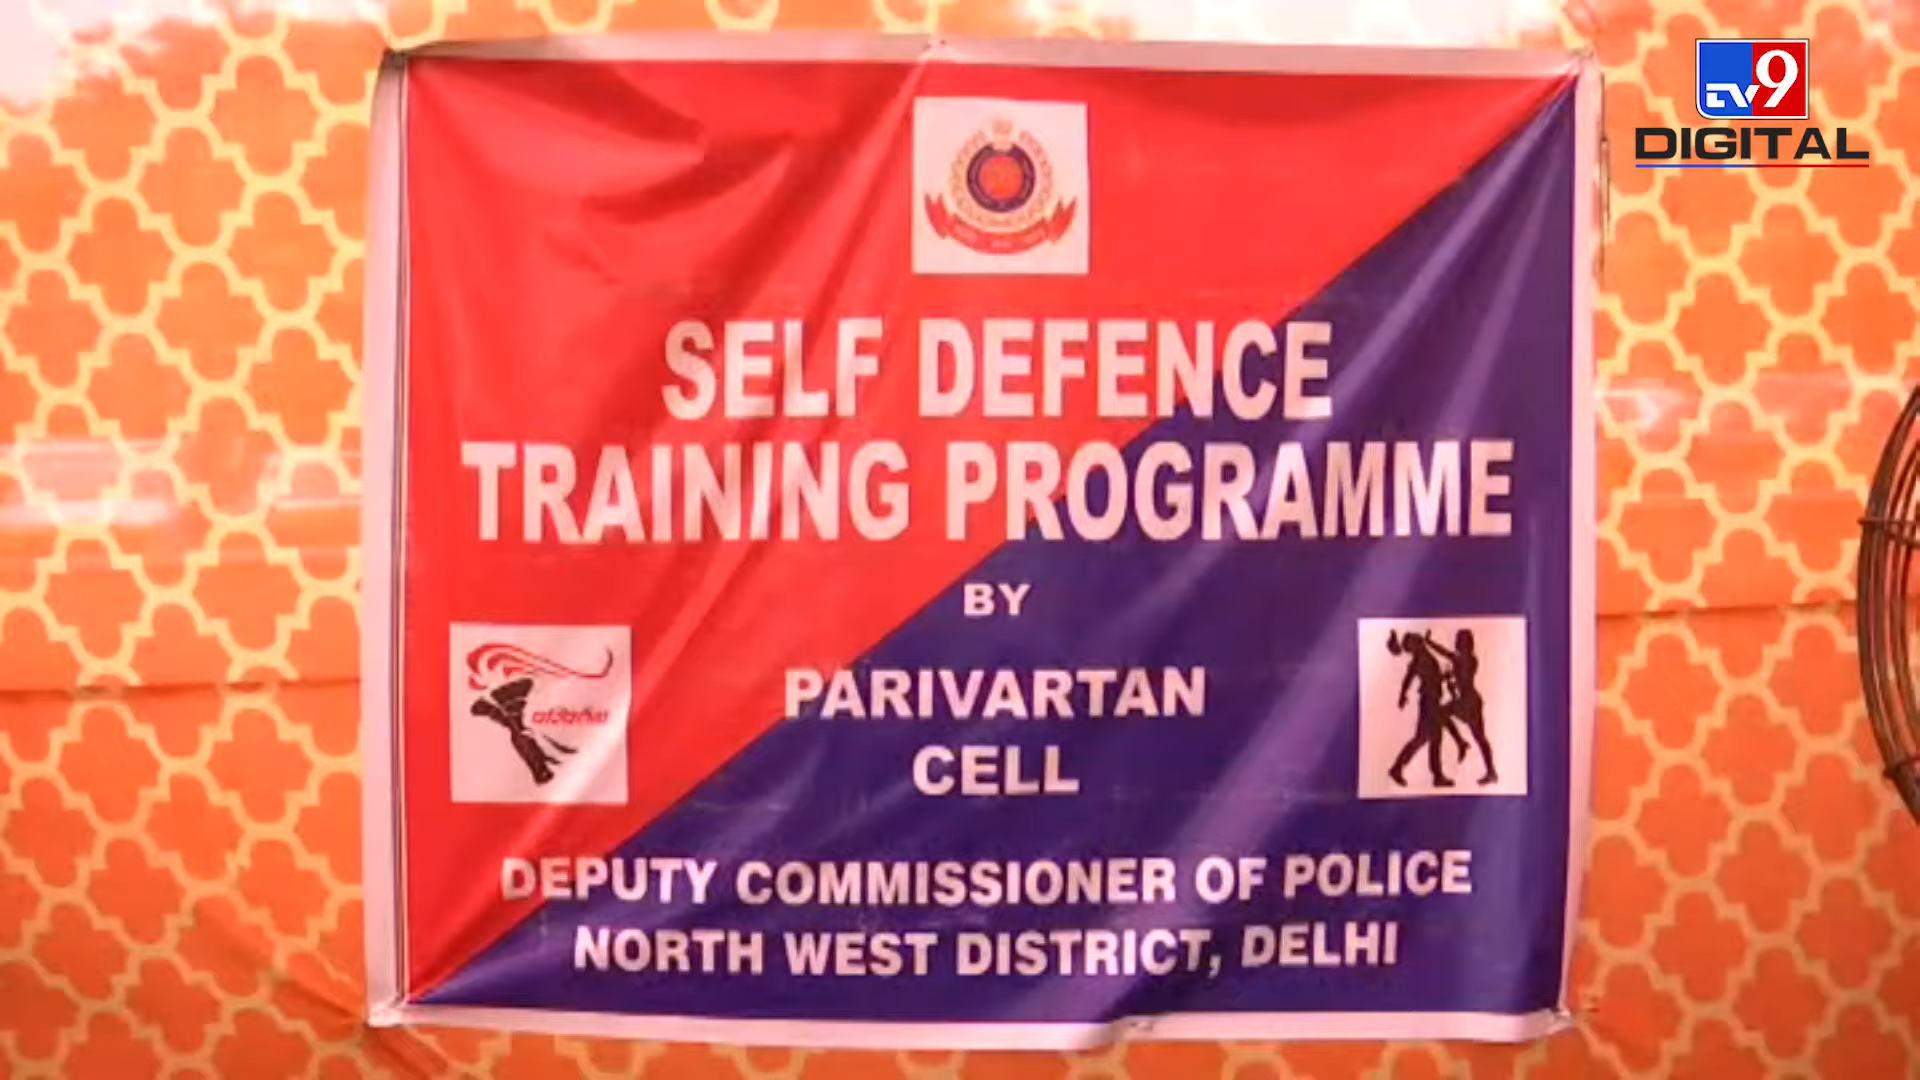 TV9
DIGITAL
SELF DEFENCE
TRAINING PROGRAMME
BY
PARIVARTAN
CELL
DEPUTY COMMISSIONER OF POLICE
NORTH WEST DISTRICT, DELHI